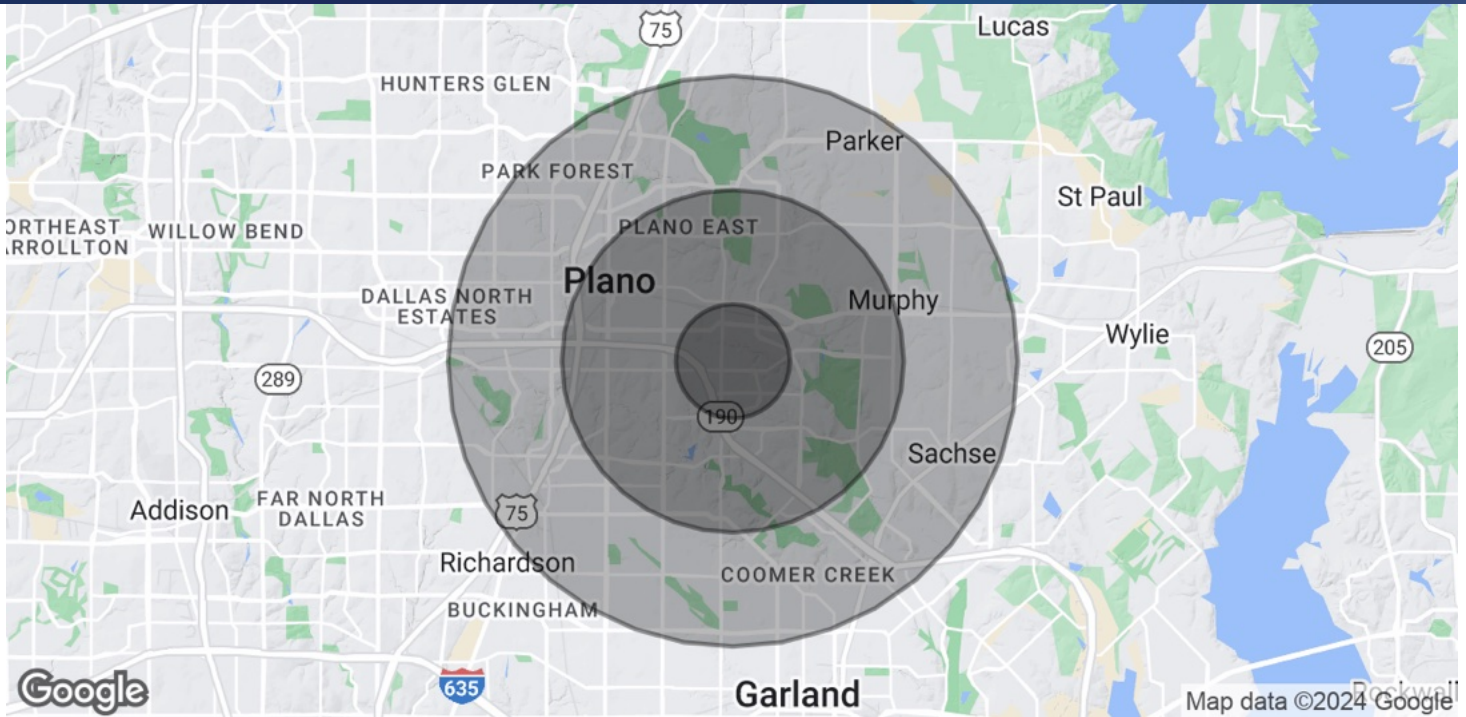 75
Lucas
HUNTERS GLEN
Parker
PARK FOREST
St Paul
PLANO EAST
ORTHEAST
ARROLLTON
WILLOW BEND
Plano
DALLAS NORTH
ESTATES
Murphy
Wylie
205
289
190
Sachse
Addison
FAR NORTH
DALLAS
75
Richardson
COOMER CREEK
BUCKINGHAM
Google
635
Garland
Rockwall
Map data ©2024 Google